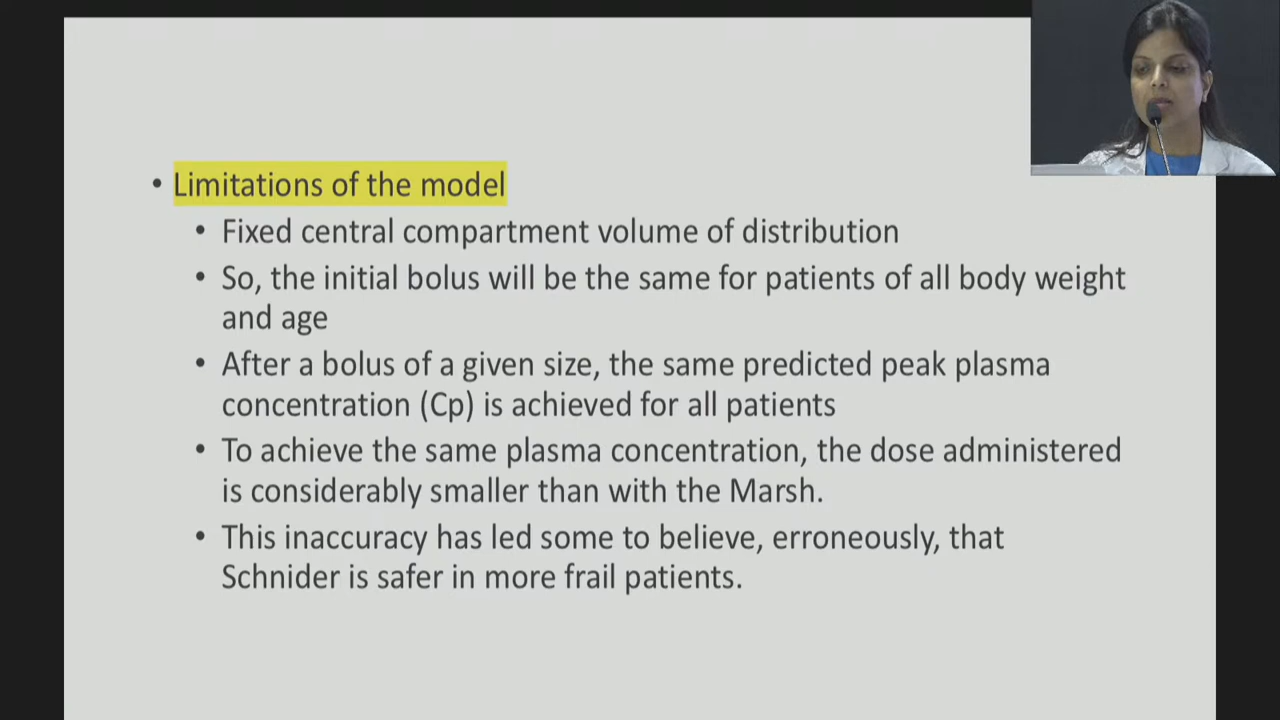 • Limitations of the model
• Fixed central compartment volume of distribution
• So, the initial bolus will be the same for patients of all body weight
and age
• After a bolus of a given size, the same predicted peak plasma
concentration (Cp) is achieved for all patients
• To achieve the same plasma concentration, the dose administered
is considerably smaller than with the Marsh.
• This inaccuracy has led some to believe, erroneously, that
Schnider is safer in more frail patients.